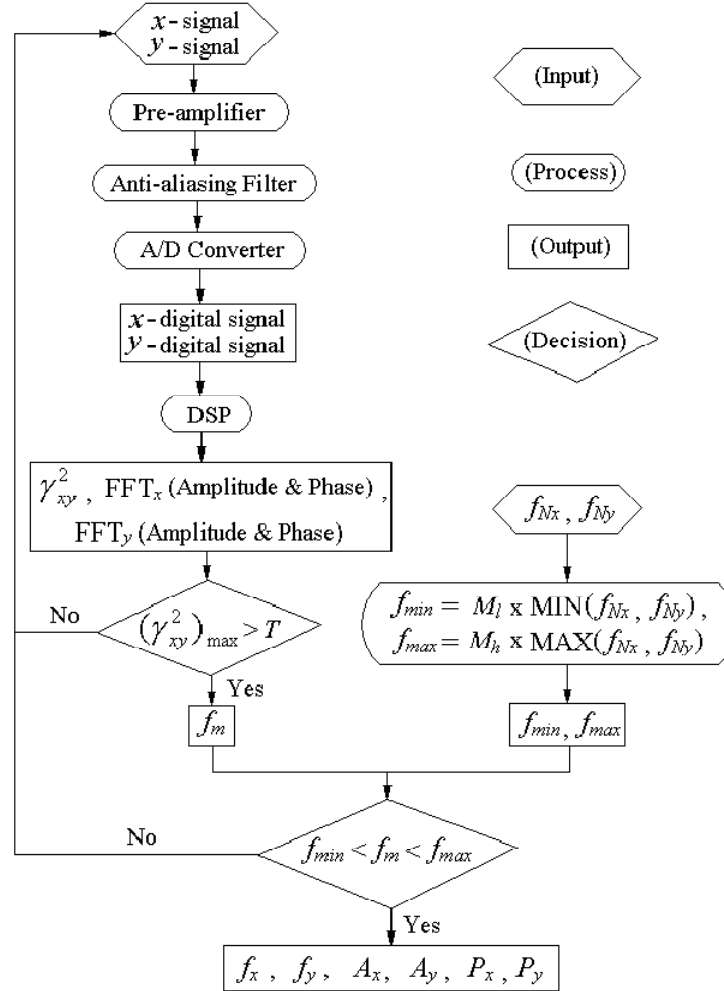 x - signal
y - signal
Pre-amplifier
Anti-aliasing Filter
A/D Converter
x - digital signal
y - digital signal
DSP
γ²xy, FFTx (Amplitude & Phase),
FFTy (Amplitude & Phase)
(γ²xy)max > T
No
Yes
fm
(Input)
(Process)
(Output)
(Decision)
fNx, fNy
fmin = Ml x MIN(fNx, fNy),
fmax = Mh x MAX(fNx, fNy)
fmin, fmax
fmin < fm < fmax
No
Yes
fx, fy, Ax, Ay, Px, Py